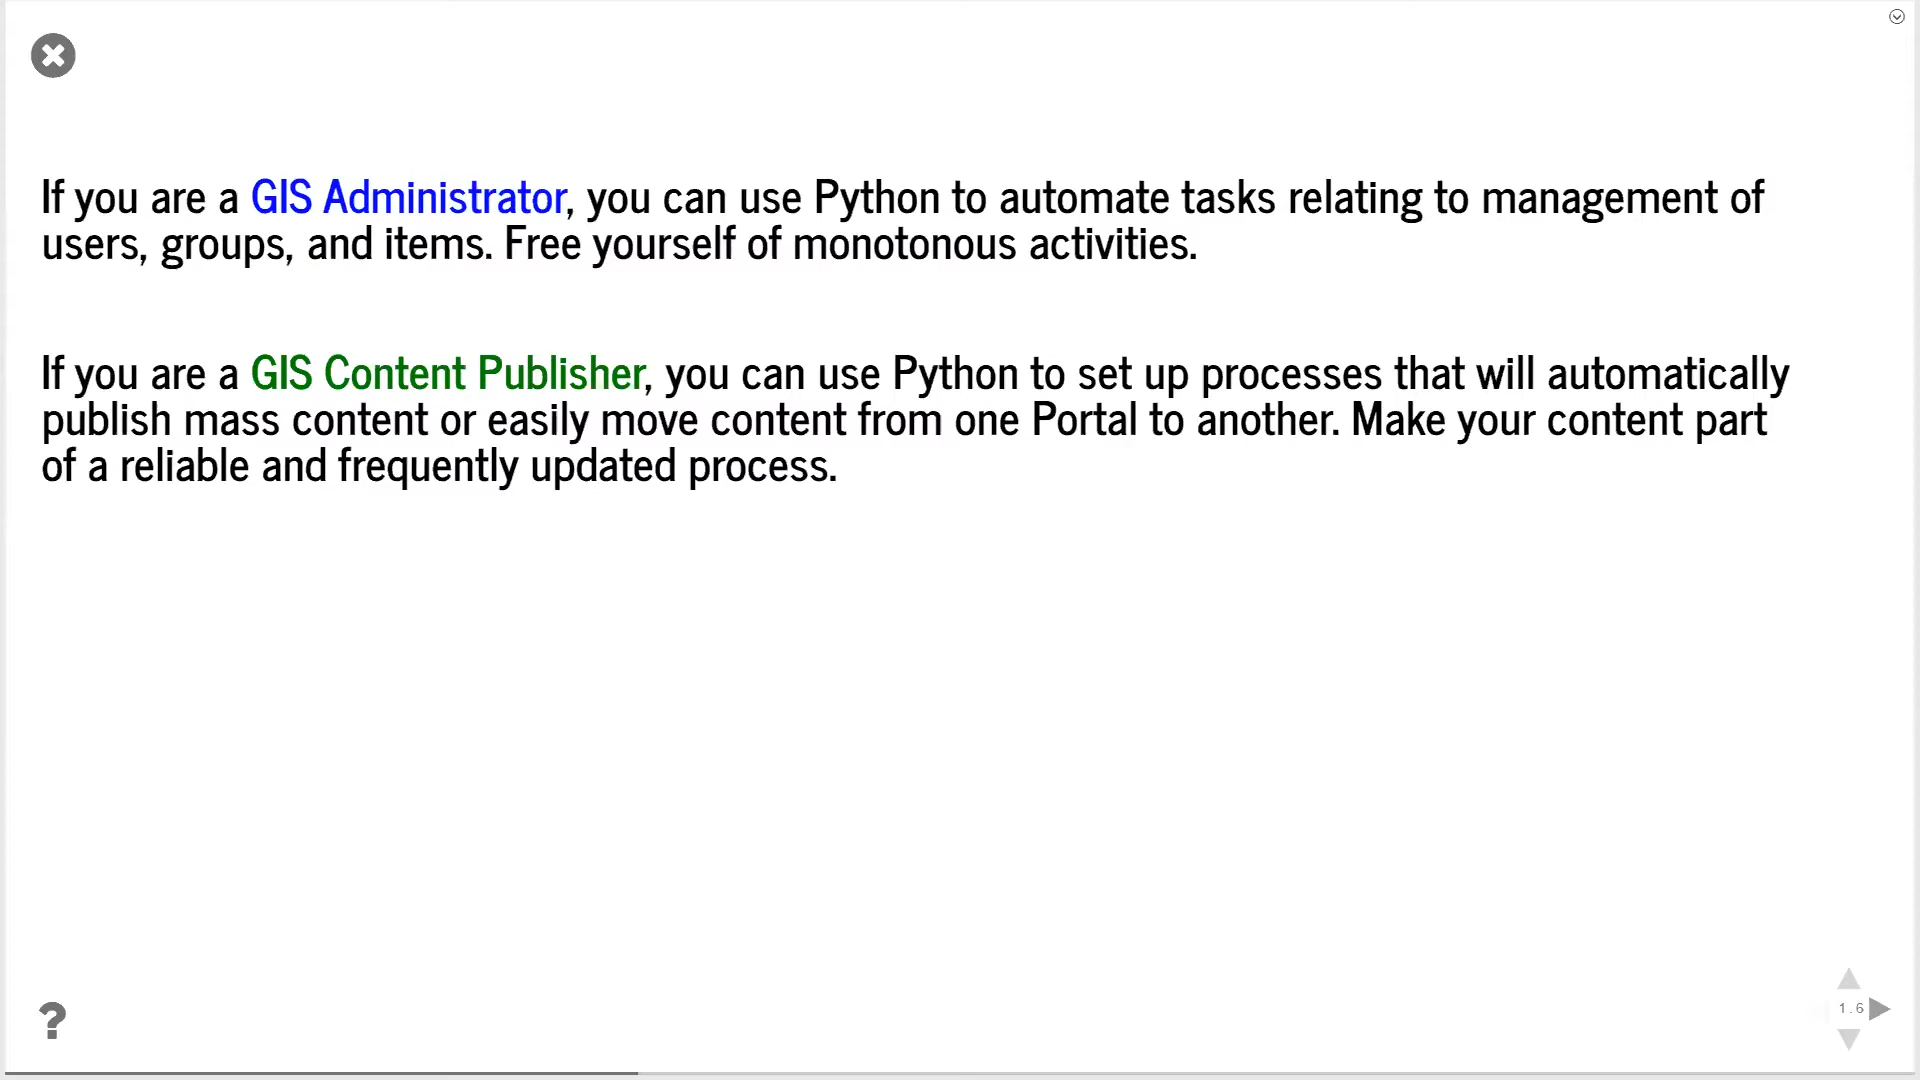 If you are a GIS Administrator, you can use Python to automate tasks relating to management of
users, groups, and items. Free yourself of monotonous activities.
If you are a GIS Content Publisher, you can use Python to set up processes that will automatically
publish mass content or easily move content from one Portal to another. Make your content part
of a reliable and frequently updated process.
?
1.6